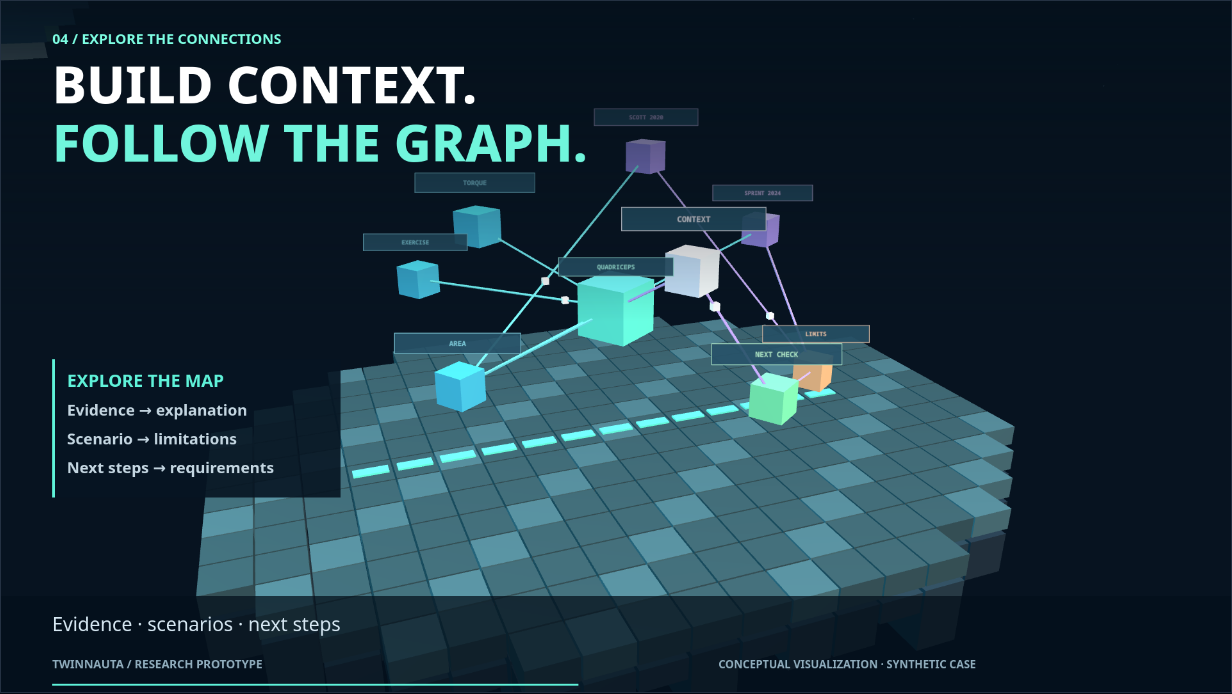 04 / EXPLORE THE CONNECTIONS
BUILD CONTEXT.
FOLLOW THE GRAPH.
SCOTT 2020
TORQUE
SPRINT 2024
CONTEXT
EXERCISE
QUADRICEPS
LIMITS
AREA
NEXT CHECK
EXPLORE THE MAP
Evidence → explanation
Scenario → limitations
Next steps → requirements
Evidence · scenarios · next steps
TWINNAUTA / RESEARCH PROTOTYPE
CONCEPTUAL VISUALIZATION · SYNTHETIC CASE